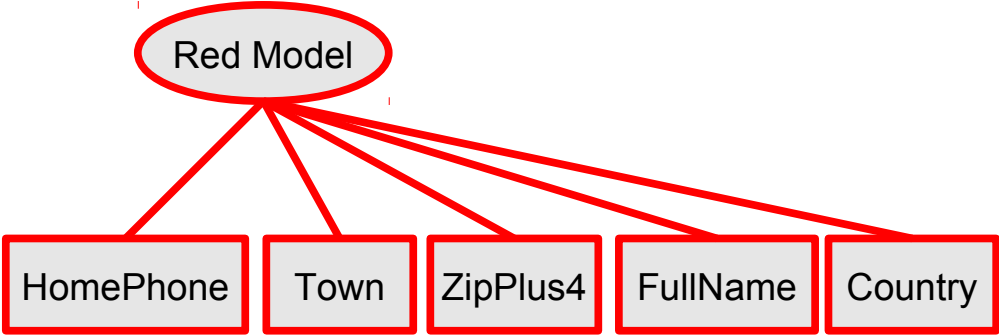 Red Model
HomePhone
Town
ZipPlus4
FullName
Country